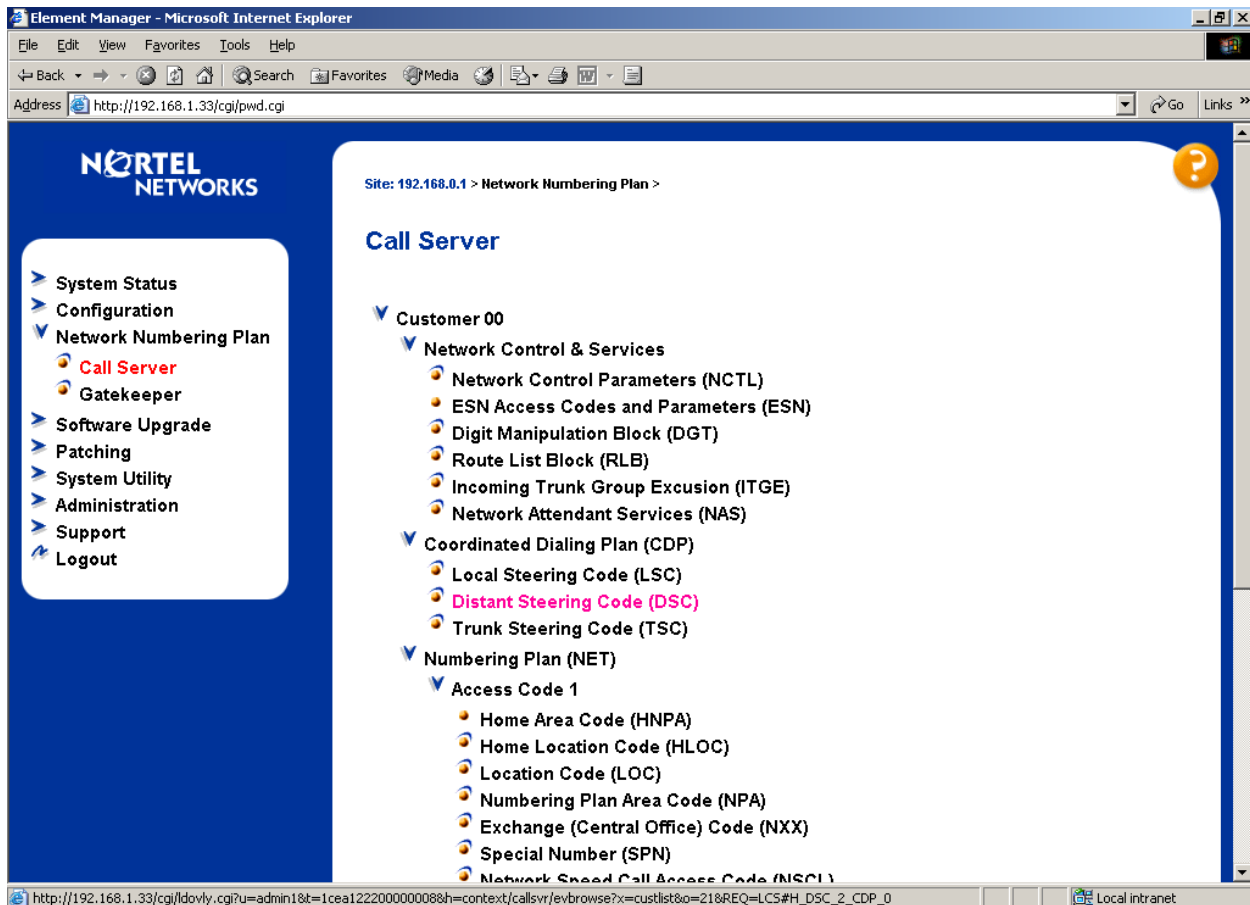 Element Manager - Microsoft Internet Explorer
File Edit View Favorites Tools Help
Back Search Favorites Media
Address http://192.168.1.33/cgi/pwd.cgi Go Links »
NORTEL
NETWORKS
Site: 192.168.0.1 > Network Numbering Plan >
?
Call Server
System Status
Configuration
Network Numbering Plan
Call Server
Gatekeeper
Software Upgrade
Patching
System Utility
Administration
Support
Logout
Customer 00
Network Control & Services
Network Control Parameters (NCTL)
ESN Access Codes and Parameters (ESN)
Digit Manipulation Block (DGT)
Route List Block (RLB)
Incoming Trunk Group Excusion (ITGE)
Network Attendant Services (NAS)
Coordinated Dialing Plan (CDP)
Local Steering Code (LSC)
Distant Steering Code (DSC)
Trunk Steering Code (TSC)
Numbering Plan (NET)
Access Code 1
Home Area Code (HNPA)
Home Location Code (HLOC)
Location Code (LOC)
Numbering Plan Area Code (NPA)
Exchange (Central Office) Code (NXX)
Special Number (SPN)
Network Speed Call Access Code (NSCL)
http://192.168.1.33/cgi/ldovly.cgi?u=admin1&t=1cea1222000000008&h=context/callsvr/evbrowse?x=custlist&o=21&REQ=LCS#H_DSC_2_CDP_0 Local intranet